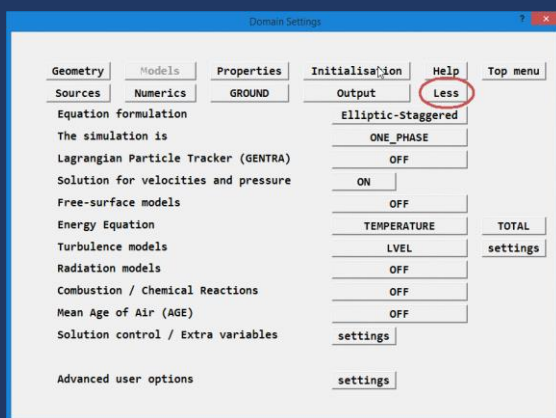 Domain Settings ?
Geometry Models Properties Initialisation Help Top menu
Sources Numerics GROUND Output Less
Equation formulation Elliptic-Staggered
The simulation is ONE_PHASE
Lagrangian Particle Tracker (GENTRA) OFF
Solution for velocities and pressure ON
Free-surface models OFF
Energy Equation TEMPERATURE TOTAL
Turbulence models LVEL settings
Radiation models OFF
Combustion / Chemical Reactions OFF
Mean Age of Air (AGE) OFF
Solution control / Extra variables settings
Advanced user options settings